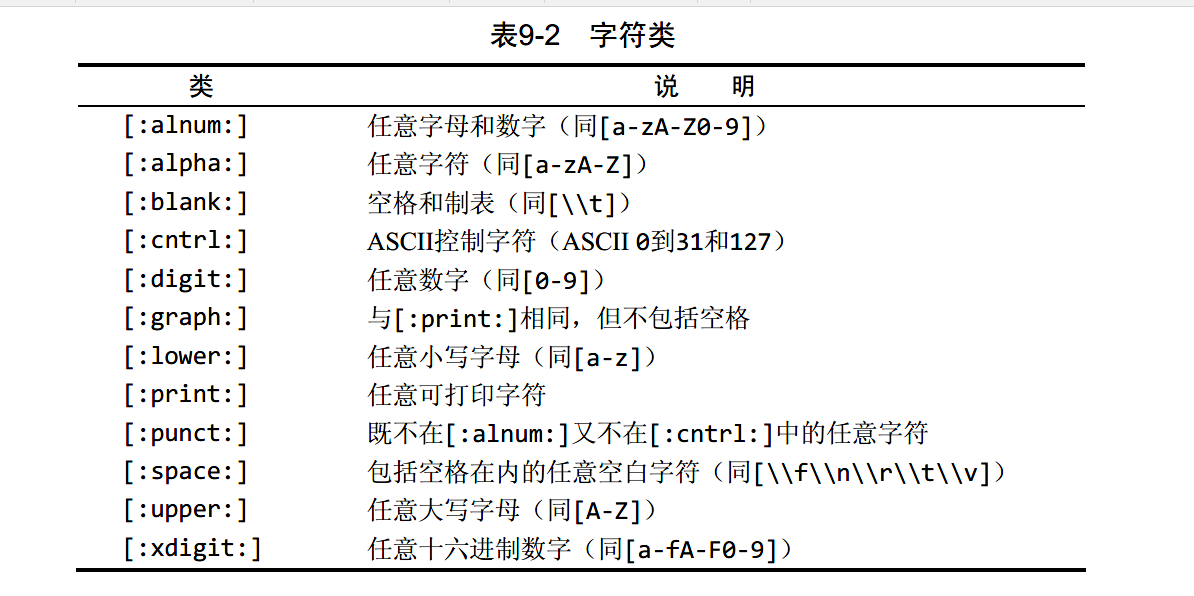 表9-2 字符类
类 说 明
[:alnum:] 任意字母和数字（同[a-zA-Z0-9]）
[:alpha:] 任意字符（同[a-zA-Z]）
[:blank:] 空格和制表（同[\\t]）
[:cntrl:] ASCII控制字符（ASCII 0到31和127）
[:digit:] 任意数字（同[0-9]）
[:graph:] 与[:print:]相同，但不包括空格
[:lower:] 任意小写字母（同[a-z]）
[:print:] 任意可打印字符
[:punct:] 既不在[:alnum:]又不在[:cntrl:]中的任意字符
[:space:] 包括空格在内的任意空白字符（同[\\f\\n\\r\\t\\v]）
[:upper:] 任意大写字母（同[A-Z]）
[:xdigit:] 任意十六进制数字（同[a-fA-F0-9]）